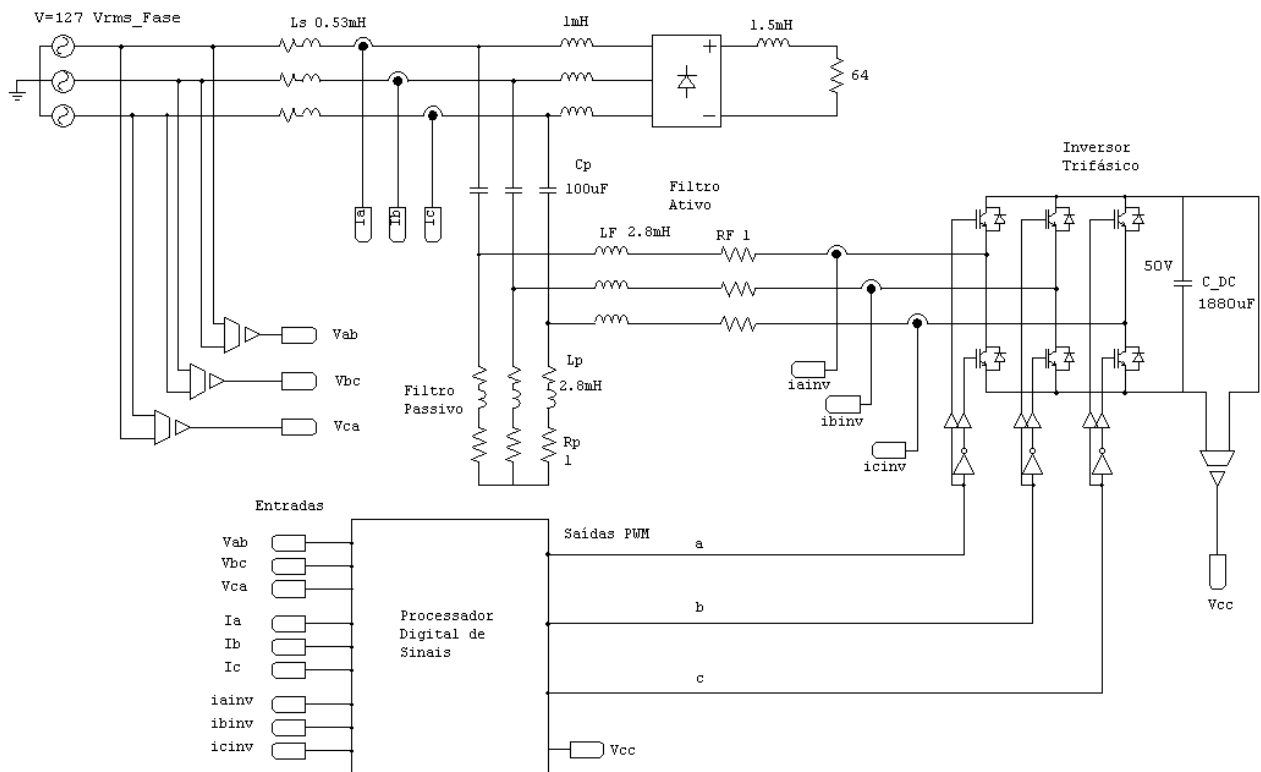 V=127 Vrms_Fase
Ls 0.53mH
1mH
1.5mH
64
Ia
Ib
Ic
Cp
100uF
Filtro
Ativo
Inversor
Trifásico
LF 2.8mH
RF 1
50V
C_DC
1880uF
Vab
Vbc
Vca
Filtro
Passivo
Lp
2.8mH
Rp
1
iainv
ibinv
icinv
Entradas
Saídas PWM
Vab
Vbc
Vca
Ia
Ib
Ic
iainv
ibinv
icinv
Processador
Digital de
Sinais
a
b
c
Vcc
Vcc